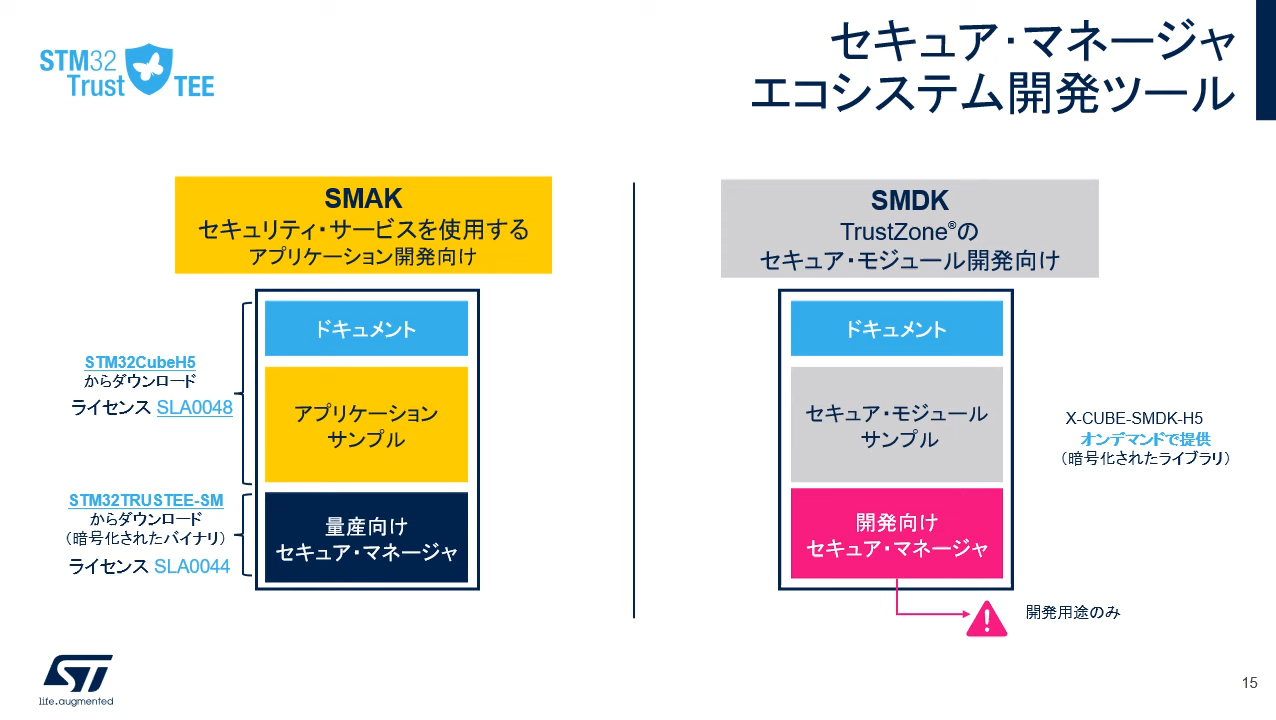 STM32
Trust
TEE
セキュア・マネージャ
エコシステム開発ツール
SMAK
セキュリティ・サービスを使用する
アプリケーション開発向け
ドキュメント
アプリケーション
サンプル
量産向け
セキュア・マネージャ
STM32CubeH5
からダウンロード
ライセンス SLA0048
STM32TRUSTEE-SM
からダウンロード
（暗号化されたバイナリ）
ライセンス SLA0044
SMDK
TrustZone®の
セキュア・モジュール開発向け
ドキュメント
セキュア・モジュール
サンプル
開発向け
セキュア・マネージャ
X-CUBE-SMDK-H5
オンデマンドで提供
（暗号化されたライブラリ）
開発用途のみ
ST
life.augmented
15